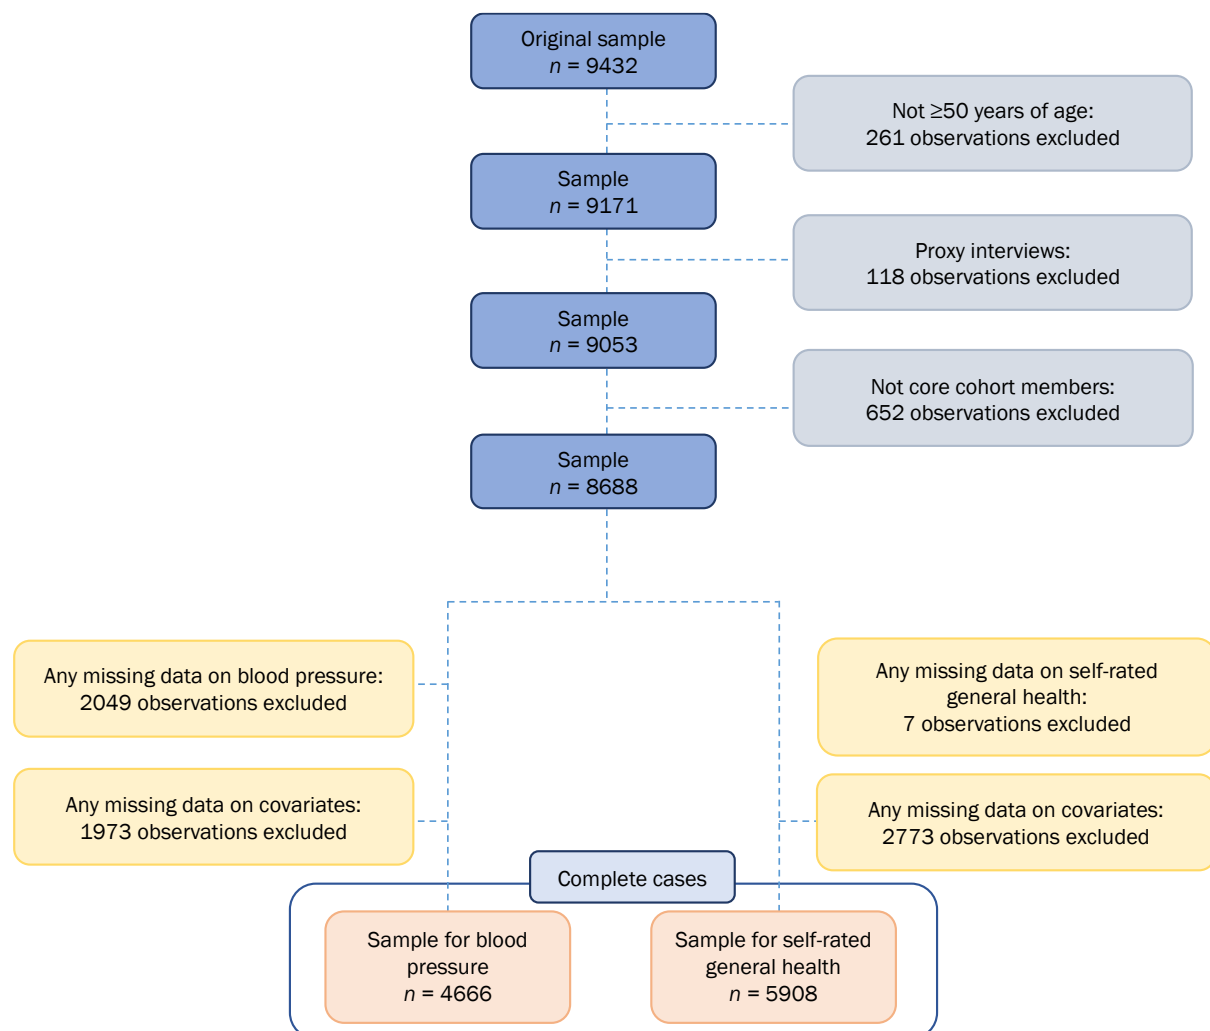 Original sample
n = 9432
Not ≥50 years of age:
261 observations excluded
Sample
n = 9171
Proxy interviews:
118 observations excluded
Sample
n = 9053
Not core cohort members:
652 observations excluded
Sample
n = 8688
Any missing data on blood pressure:
2049 observations excluded
Any missing data on self-rated
general health:
7 observations excluded
Any missing data on covariates:
1973 observations excluded
Any missing data on covariates:
2773 observations excluded
Complete cases
Sample for blood
pressure
n = 4666
Sample for self-rated
general health
n = 5908